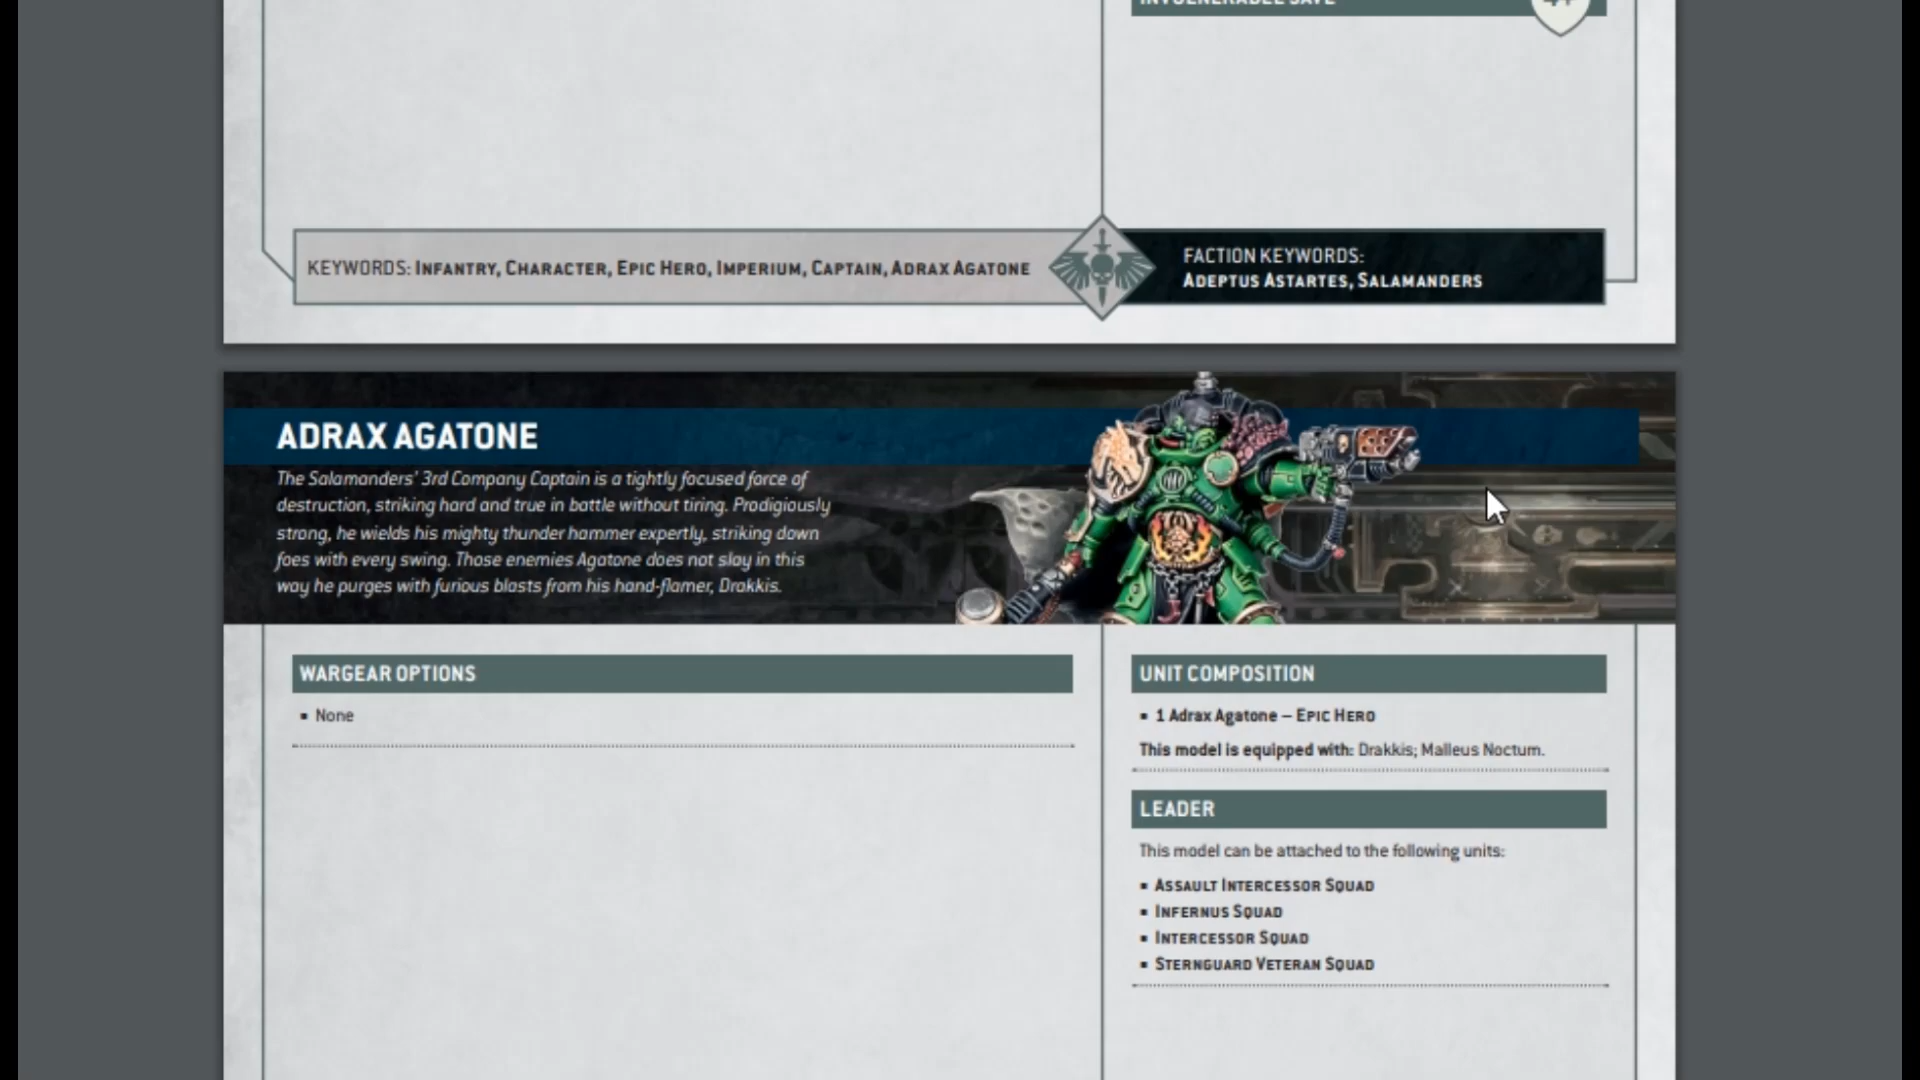 INVULNERABLE SAVE 4+
KEYWORDS: INFANTRY, CHARACTER, EPIC HERO, IMPERIUM, CAPTAIN, ADRAX AGATONE
FACTION KEYWORDS:
ADEPTUS ASTARTES, SALAMANDERS
ADRAX AGATONE
The Salamanders' 3rd Company Captain is a tightly focused force of
destruction, striking hard and true in battle without tiring. Prodigiously
strong, he wields his mighty thunder hammer expertly, striking down
foes with every swing. Those enemies Agatone does not slay in this
way he purges with furious blasts from his hand-flamer, Drakkis.
WARGEAR OPTIONS
▪ None
UNIT COMPOSITION
▪ 1 Adrax Agatone – EPIC HERO
This model is equipped with: Drakkis; Malleus Noctum.
LEADER
This model can be attached to the following units:
▪ ASSAULT INTERCESSOR SQUAD
▪ INFERNUS SQUAD
▪ INTERCESSOR SQUAD
▪ STERNGUARD VETERAN SQUAD